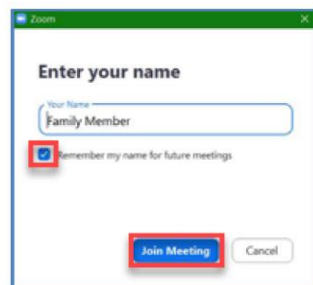 Zoom
Enter your name
Your Name
Family Member
Remember my name for future meetings
Join Meeting
Cancel